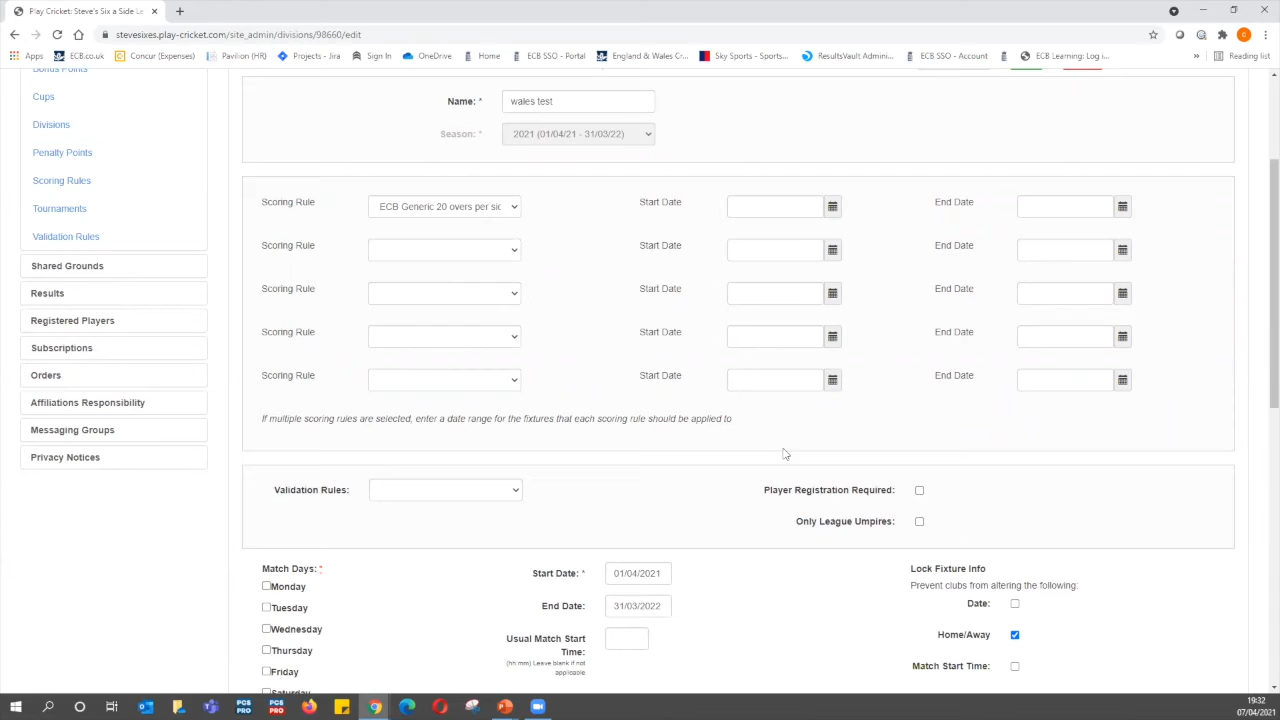 Play Cricket: Steve's Six a Side Le
stevesixes.play-cricket.com/site_admin/divisions/98660/edit
Apps ECB.co.uk Concur (Expenses) Pavilion (HR) Projects - Jira Sign In OneDrive Home ECB SSO - Portal England & Wales Cr... Sky Sports - Sports... ResultsVault Admini... ECB SSO - Account ECB Learning: Log i... » Reading list
Bonus Points
Cups
Divisions
Penalty Points
Scoring Rules
Tournaments
Validation Rules
Shared Grounds
Results
Registered Players
Subscriptions
Orders
Affiliations Responsibility
Messaging Groups
Privacy Notices
Name: * wales test
Season: * 2021 (01/04/21 - 31/03/22)
Scoring Rule ECB Generic 20 overs per sic Start Date End Date
Scoring Rule Start Date End Date
Scoring Rule Start Date End Date
Scoring Rule Start Date End Date
Scoring Rule Start Date End Date
If multiple scoring rules are selected, enter a date range for the fixtures that each scoring rule should be applied to
Validation Rules: Player Registration Required:
Only League Umpires:
Match Days: *
Monday
Tuesday
Wednesday
Thursday
Friday
Saturday
Start Date: * 01/04/2021
End Date: 31/03/2022
Usual Match Start
Time:
(hh mm) Leave blank if not
applicable
Lock Fixture Info
Prevent clubs from altering the following:
Date:
Home/Away
Match Start Time:
PCS PRO PCS PRO
19:32
07/04/2021